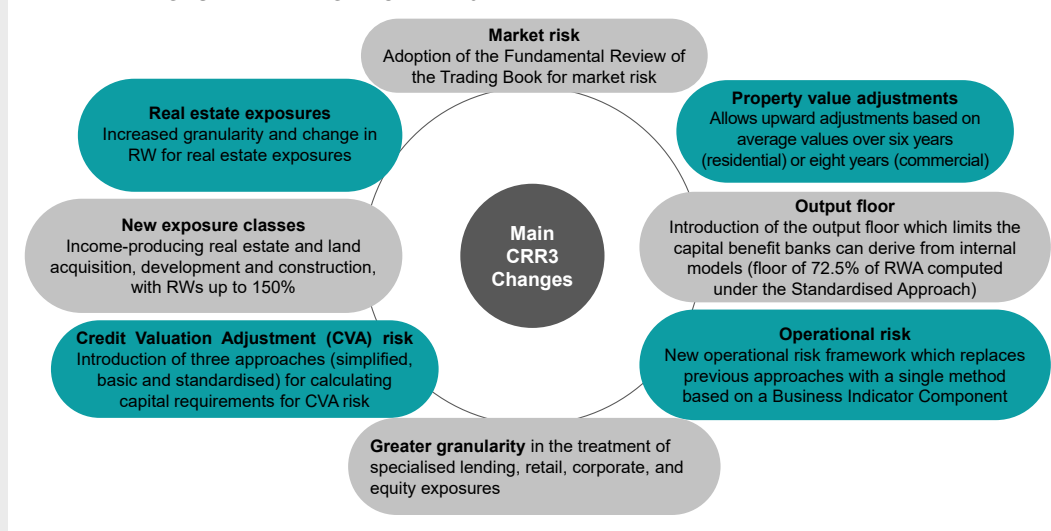 Market risk
Adoption of the Fundamental Review of
the Trading Book for market risk
Property value adjustments
Allows upward adjustments based on
average values over six years
(residential) or eight years (commercial)
Output floor
Introduction of the output floor which limits the
capital benefit banks can derive from internal
models (floor of 72.5% of RWA computed
under the Standardised Approach)
Operational risk
New operational risk framework which replaces
previous approaches with a single method
based on a Business Indicator Component
Greater granularity in the treatment of
specialised lending, retail, corporate, and
equity exposures
Credit Valuation Adjustment (CVA) risk
Introduction of three approaches (simplified,
basic and standardised) for calculating
capital requirements for CVA risk
New exposure classes
Income-producing real estate and land
acquisition, development and construction,
with RWs up to 150%
Real estate exposures
Increased granularity and change in
RW for real estate exposures
Main
CRR3
Changes